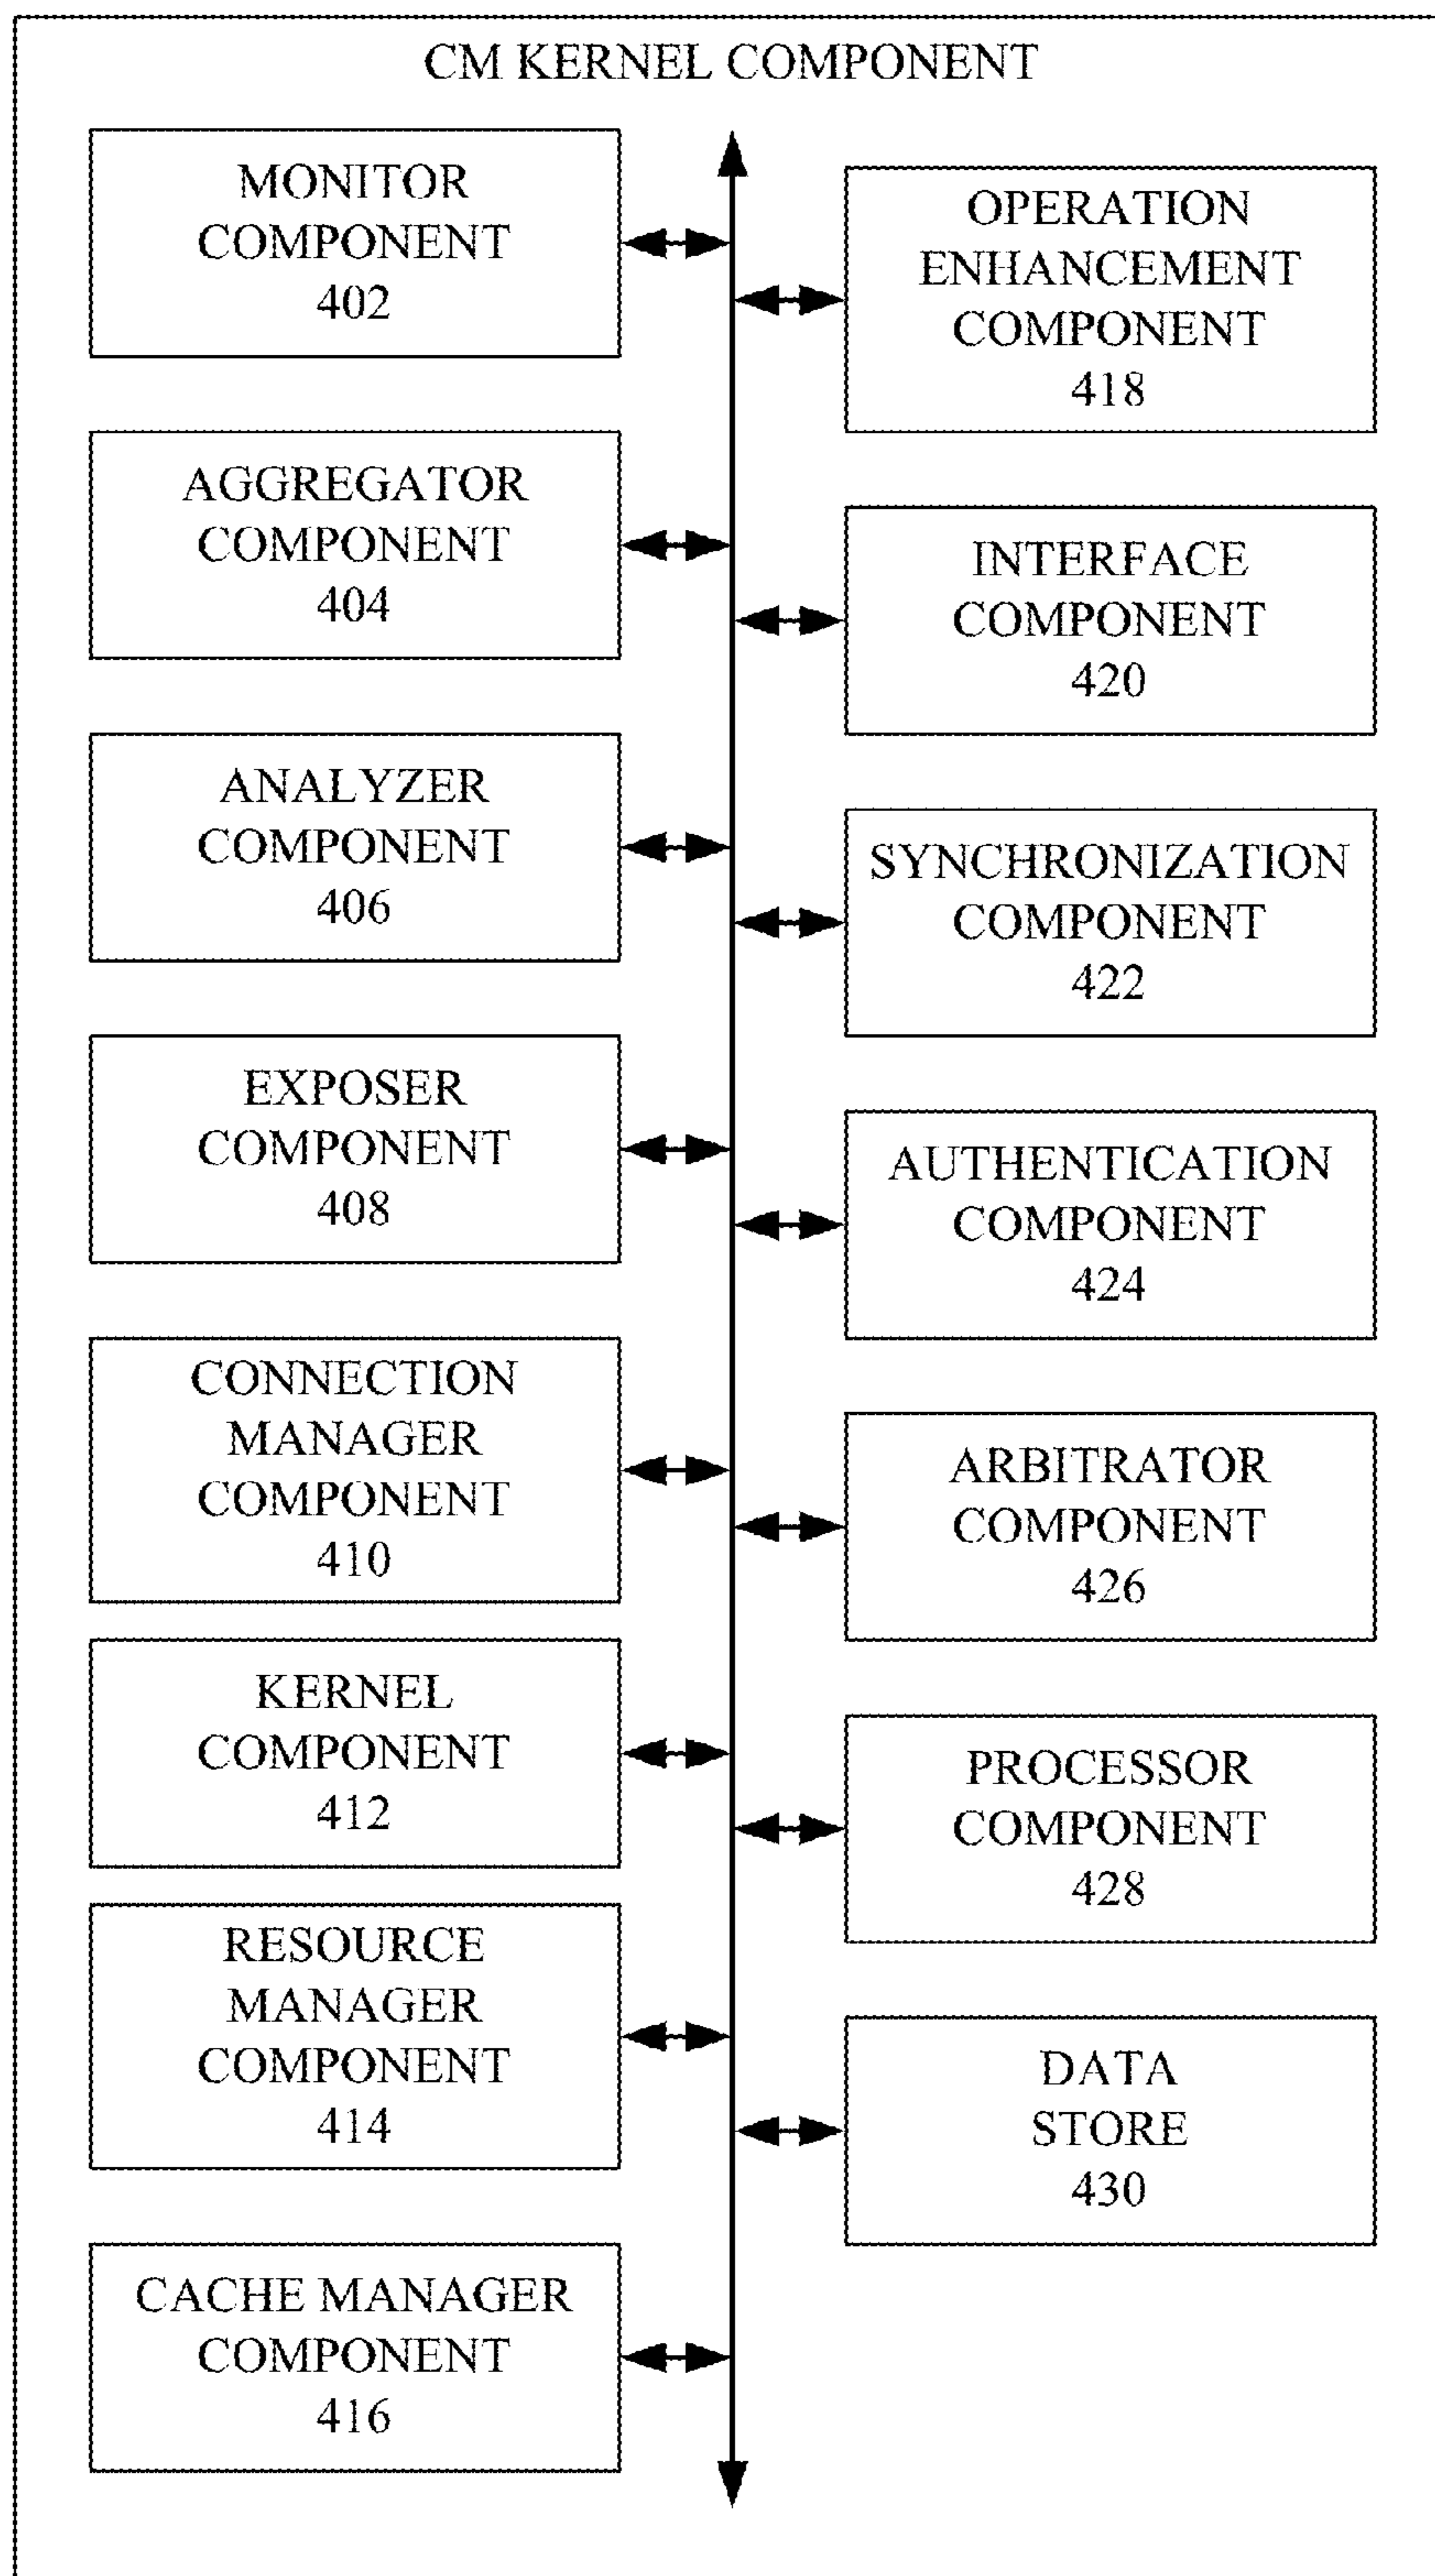 CM KERNEL COMPONENT
MONITOR
COMPONENT
402
AGGREGATOR
COMPONENT
404
ANALYZER
COMPONENT
406
EXPOSER
COMPONENT
408
CONNECTION
MANAGER
COMPONENT
410
KERNEL
COMPONENT
412
RESOURCE
MANAGER
COMPONENT
414
CACHE MANAGER
COMPONENT
416
OPERATION
ENHANCEMENT
COMPONENT
418
INTERFACE
COMPONENT
420
SYNCHRONIZATION
COMPONENT
422
AUTHENTICATION
COMPONENT
424
ARBITRATOR
COMPONENT
426
PROCESSOR
COMPONENT
428
DATA
STORE
430